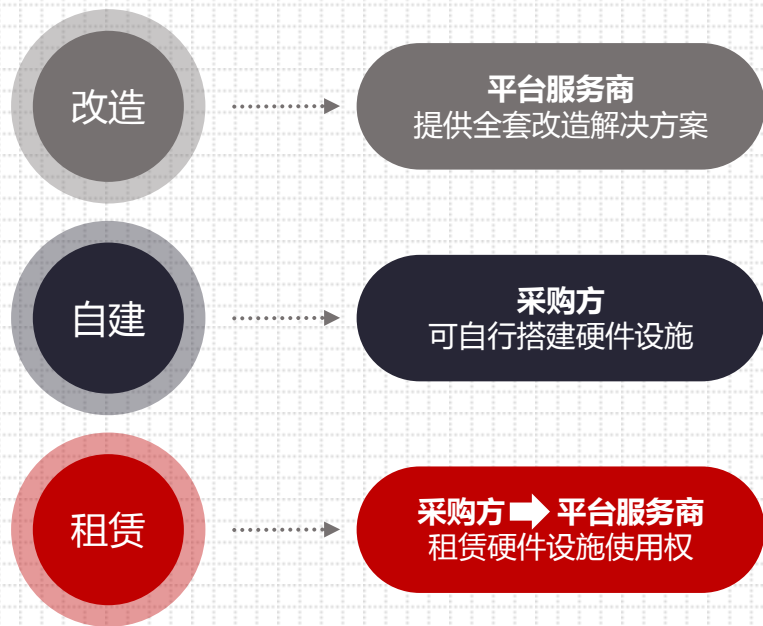 改造
平台服务商
提供全套改造解决方案
自建
采购方
可自行搭建硬件设施
租赁
采购方➡平台服务商
租赁硬件设施使用权